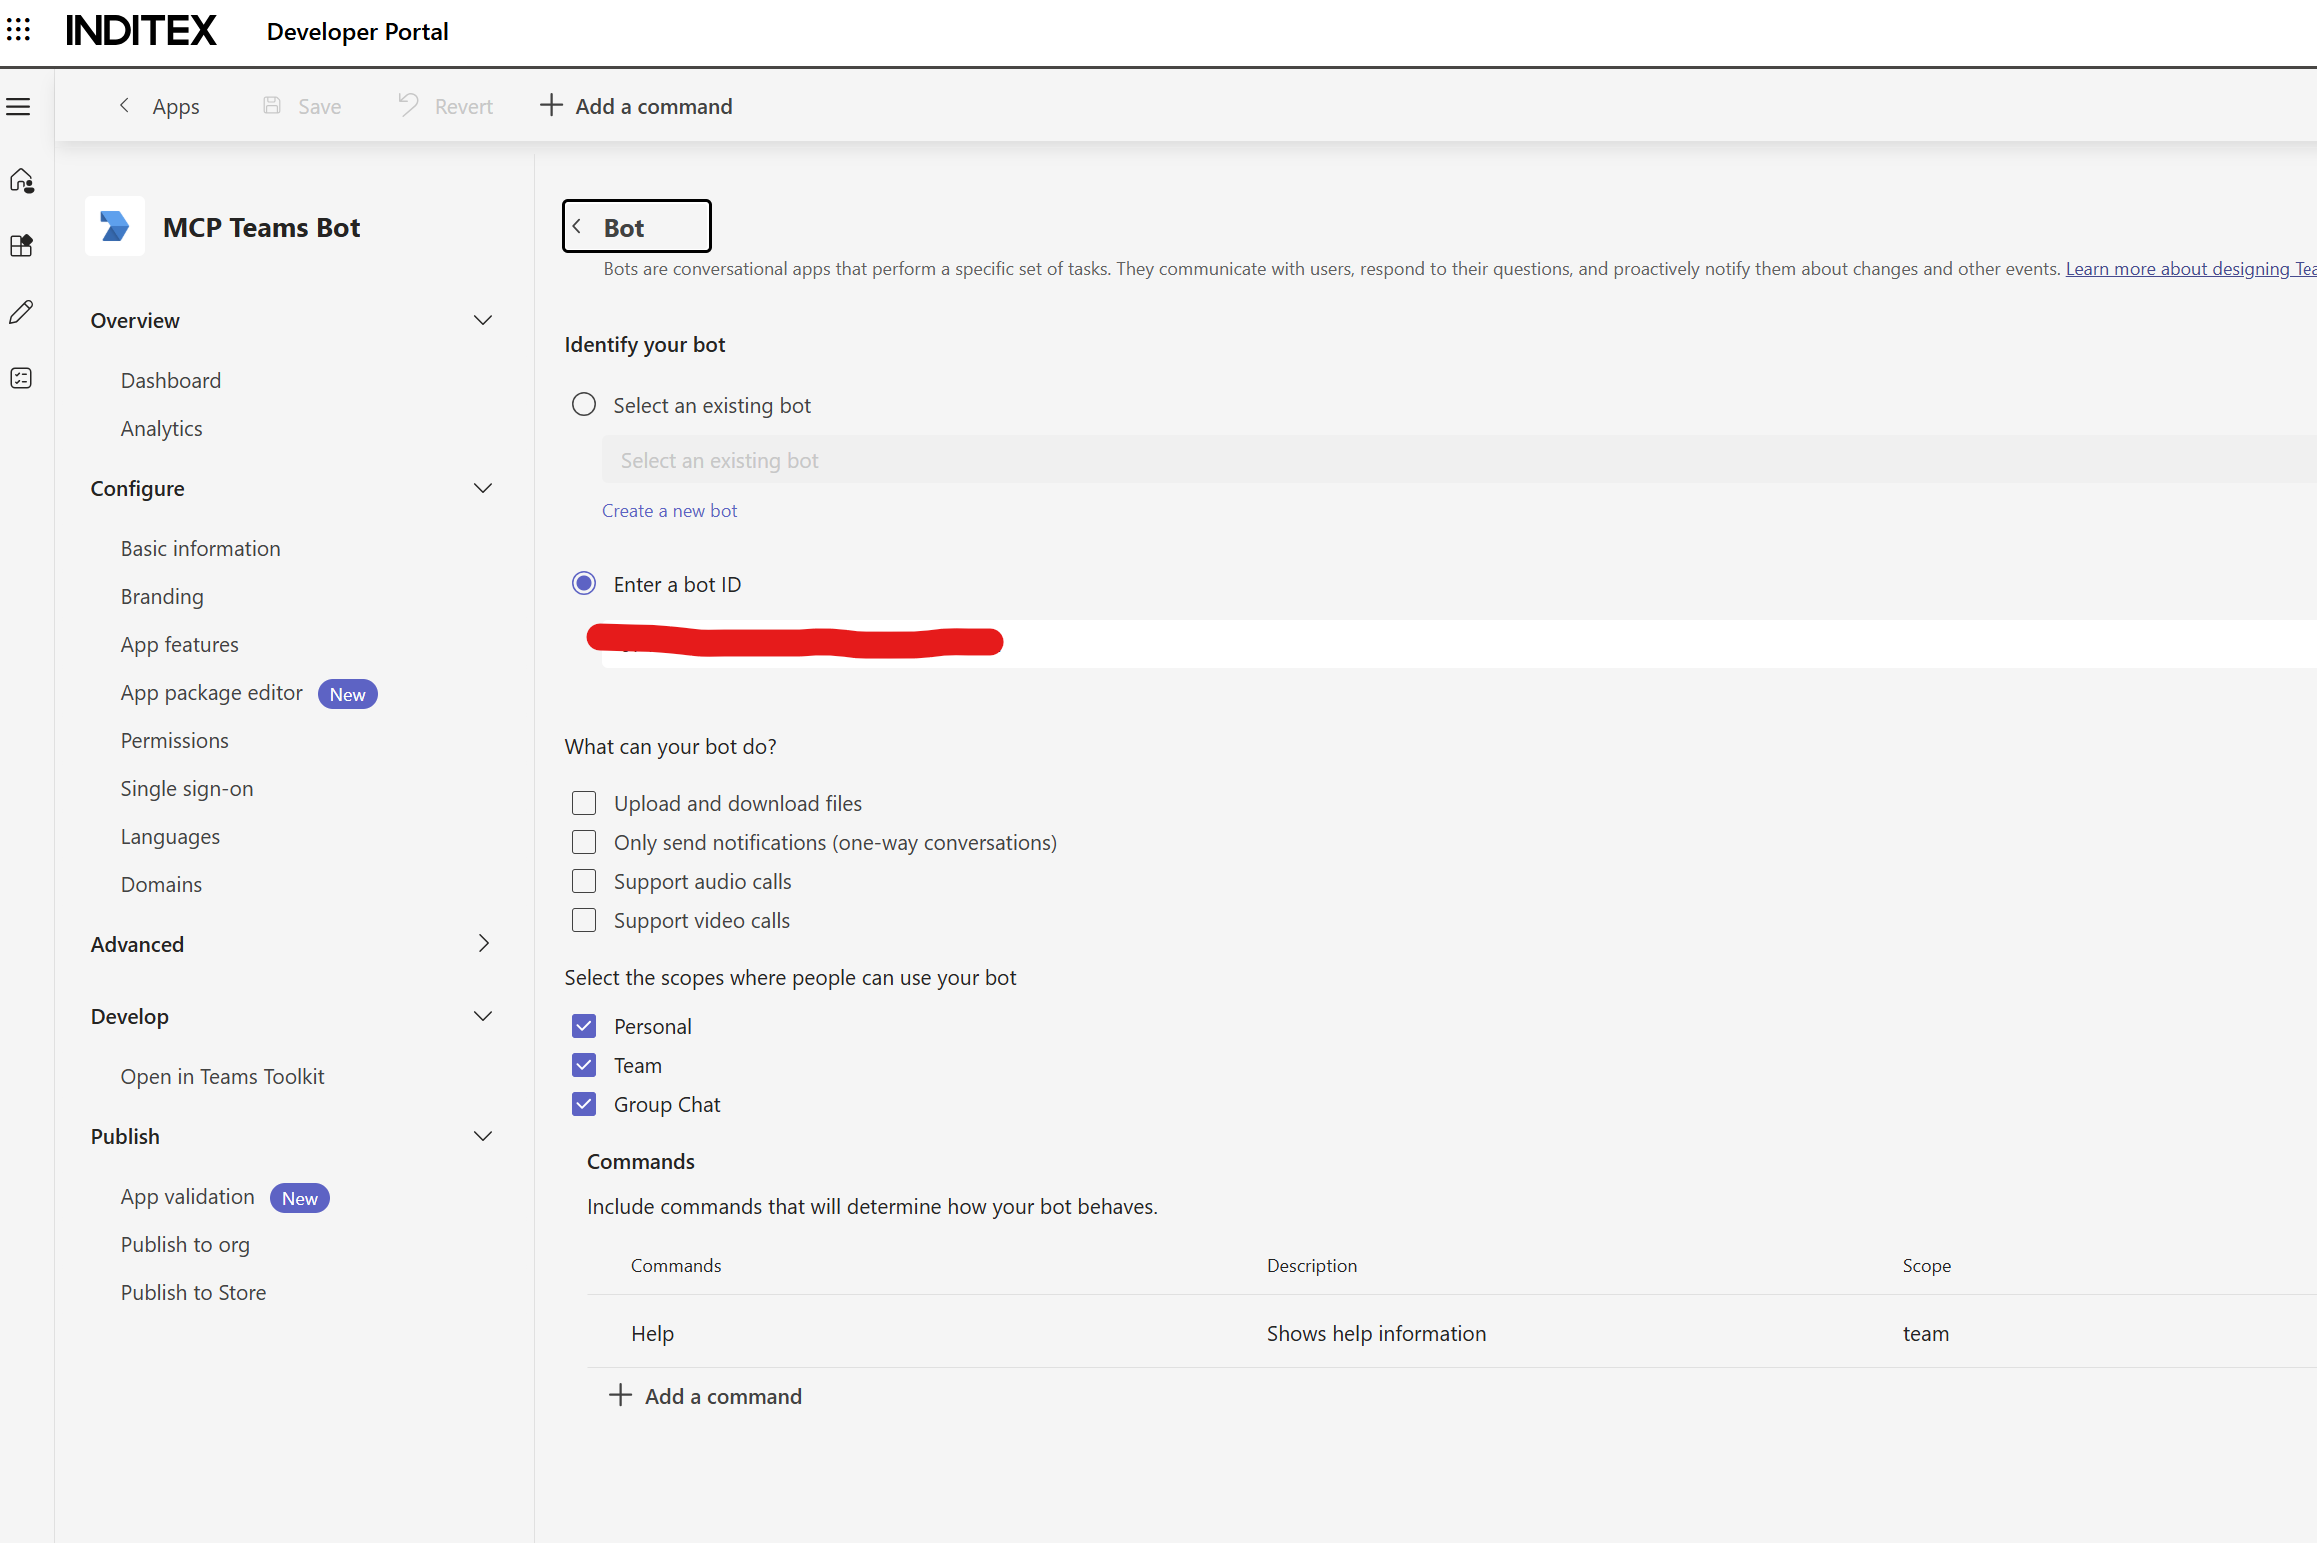 INDITEX
Developer Portal
Apps
Save
Revert
Add a command
MCP Teams Bot
Overview
Dashboard
Analytics
Configure
Basic information
Branding
App features
App package editor New
Permissions
Single sign-on
Languages
Domains
Advanced
Develop
Open in Teams Toolkit
Publish
App validation New
Publish to org
Publish to Store
Bot
Bots are conversational apps that perform a specific set of tasks. They communicate with users, respond to their questions, and proactively notify them about changes and other events. Learn more about designing
Identify your bot
Select an existing bot
Select an existing bot
Create a new bot
Enter a bot ID
What can your bot do?
Upload and download files
Only send notifications (one-way conversations)
Support audio calls
Support video calls
Select the scopes where people can use your bot
Personal
Team
Group Chat
Commands
Include commands that will determine how your bot behaves.
Commands Description Scope
Help Shows help information team
Add a command